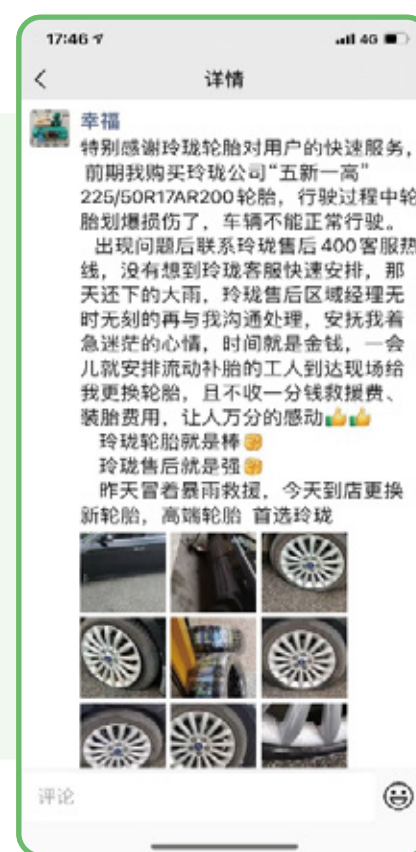 17:46
4G
详情
幸福
特别感谢玲珑轮胎对用户的快速服务，
前期我购买玲珑公司“五新一高”
225/50R17AR200轮胎，行驶过程中轮
胎划爆损伤了，车辆不能正常行驶。
出现问题后联系玲珑售后400客服热
线，没有想到玲珑客服快速安排，那
天还下的大雨，玲珑售后区域经理无
时无刻的再与我沟通处理，安抚我着
急迷茫的心情，时间就是金钱，一会
儿就安排流动补胎的工人到达现场给
我更换轮胎，且不收一分钱救援费、
装胎费用，让人万分的感动👍👍
玲珑轮胎就是棒✊
玲珑售后就是强✊
昨天冒着暴雨救援，今天到店更换
新轮胎，高端轮胎 首选玲珑
评论